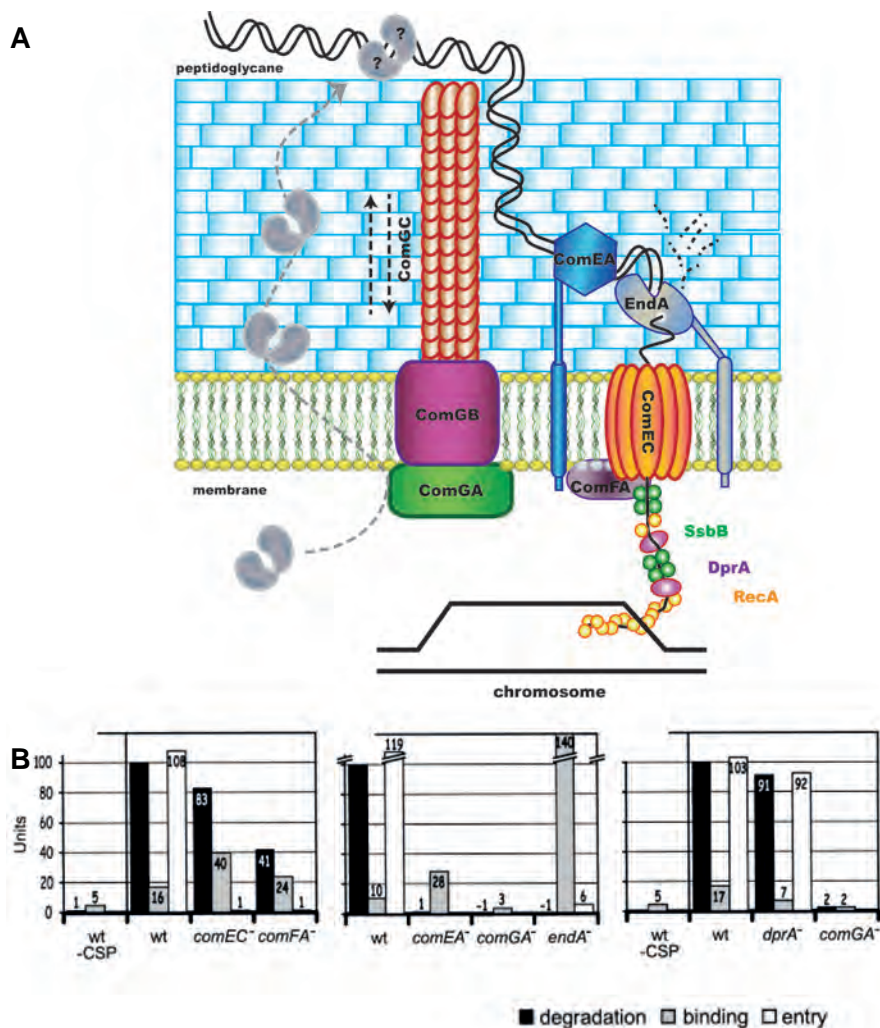 A
peptidoglycane
? ?
ComGC
ComEA
EndA
ComGB
ComEC
membrane
ComGA
ComFA
SsbB
DprA
RecA
chromosome
B
Units
100
80
60
40
20
0
1 5 16 108 83 40 1 41 24 1
wt -CSP wt comEC⁻ comFA⁻
119 10 1 28 -1 3 -1 140 6
wt comEA⁻ comGA⁻ endA⁻
5 17 103 91 7 92 2 2
wt -CSP wt dprA⁻ comGA⁻
degradation binding entry